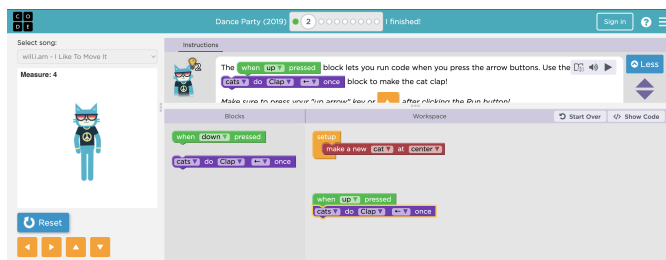 C O
D E
Dance Party (2019)
2
I finished!
Sign in
?
Select song:
will.i.am - I Like To Move It
Measure: 4
Reset
Instructions
2
The when up pressed block lets you run code when you press the arrow buttons. Use the
cats do Clap ← once block to make the cat clap!
Make sure to press your "up arrow" key or after clicking the Run button!
Less
Blocks
Workspace
Start Over
</> Show Code
when down pressed
cats do Clap ← once
setup
make a new cat at center
when up pressed
cats do Clap ← once